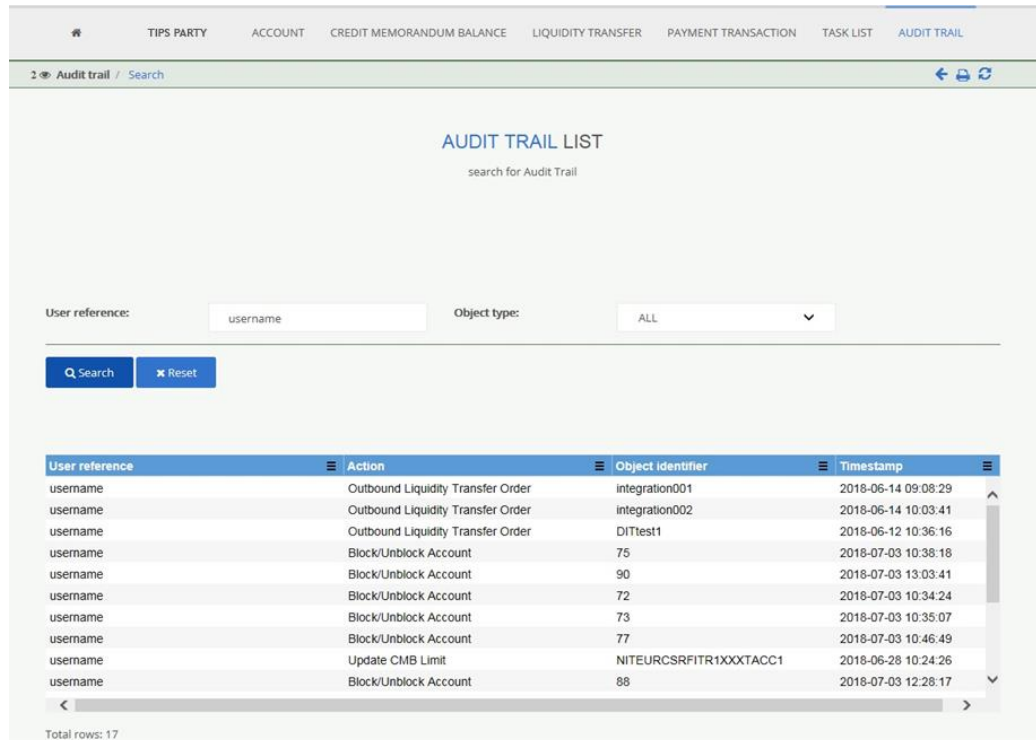 TIPS PARTY ACCOUNT CREDIT MEMORANDUM BALANCE LIQUIDITY TRANSFER PAYMENT TRANSACTION TASK LIST AUDIT TRAIL
2 Audit trail / Search
AUDIT TRAIL LIST
search for Audit Trail
User reference: username Object type: ALL
Search Reset
User reference Action Object identifier Timestamp
username Outbound Liquidity Transfer Order integration001 2018-06-14 09:08:29
username Outbound Liquidity Transfer Order integration002 2018-06-14 10:03:41
username Outbound Liquidity Transfer Order DITtest1 2018-06-12 10:36:16
username Block/Unblock Account 75 2018-07-03 10:38:18
username Block/Unblock Account 90 2018-07-03 13:03:41
username Block/Unblock Account 72 2018-07-03 10:34:24
username Block/Unblock Account 73 2018-07-03 10:35:07
username Block/Unblock Account 77 2018-07-03 10:46:49
username Update CMB Limit NITEURCSRFITR1XXXTACC1 2018-06-28 10:24:26
username Block/Unblock Account 88 2018-07-03 12:28:17
Total rows: 17